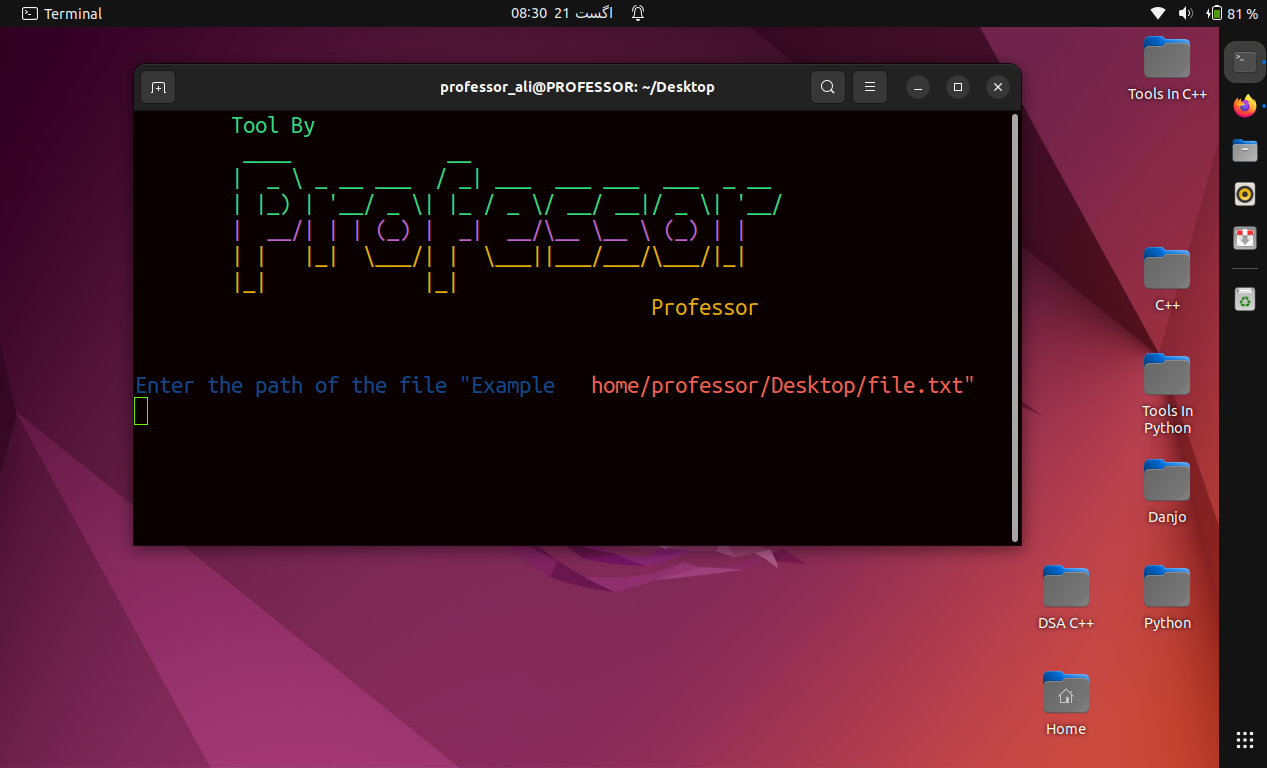 Terminal
08:30 21 اگست
81 %
professor_ali@PROFESSOR: ~/Desktop
Tool By
Professor
Professor
Enter the path of the file "Example home/professor/Desktop/file.txt"
Tools In C++
C++
Tools In
Python
Danjo
DSA C++
Python
Home